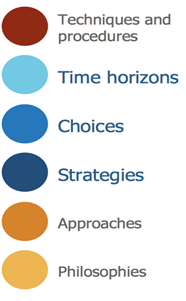 Techniques and
procedures
Time horizons
Choices
Strategies
Approaches
Philosophies